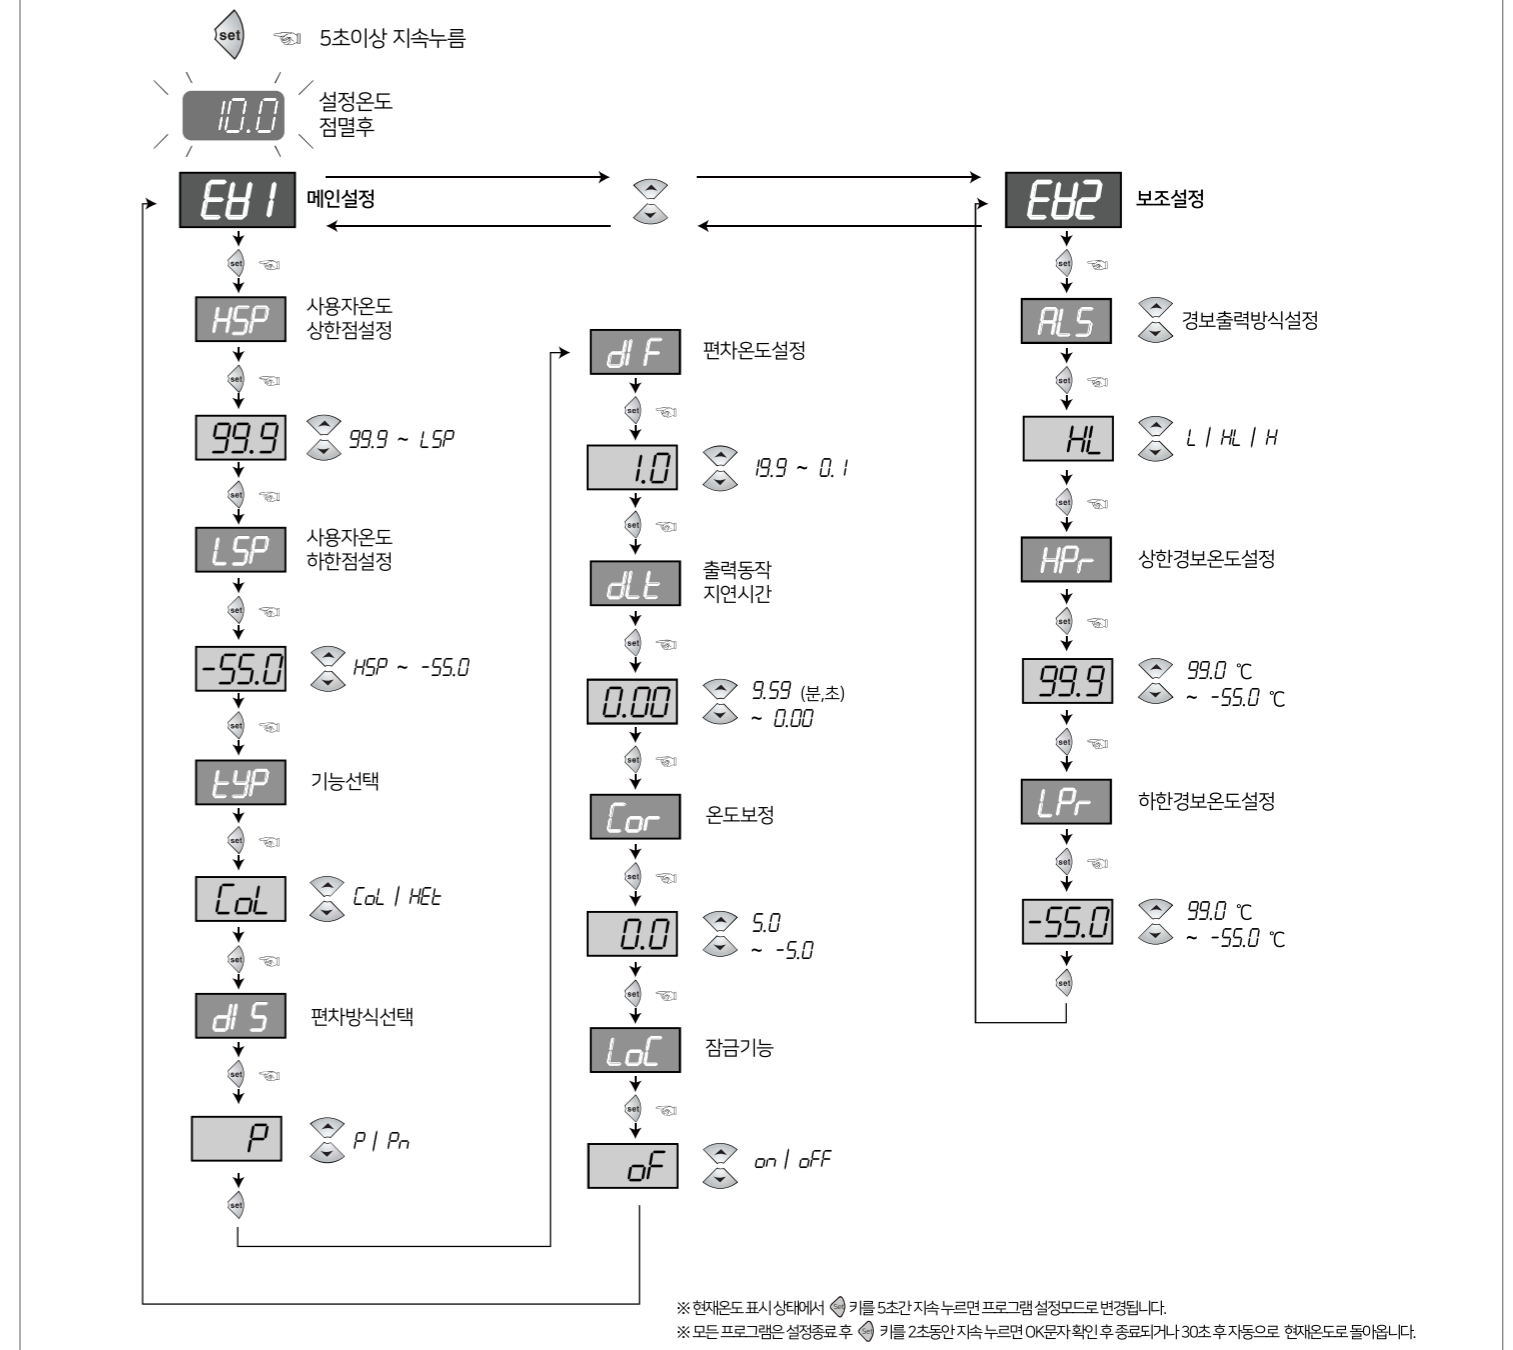 set 5초이상 지속누름
10.0
설정온도
점멸후
EU1 메인설정
set
HSP
사용자온도
상한점설정
set
99.9 99.9 ~ LSP
set
LSP
사용자온도
하한점설정
set
-55.0 HSP ~ -55.0
set
tyP 기능선택
set
CoL CoL | HEt
set
dIS 편차방식선택
set
P P | Pn
set
dIF 편차온도설정
set
1.0 19.9 ~ 0.1
set
dLt
출력동작
지연시간
set
0.00 9.59 (분,초)
~ 0.00
set
Cor 온도보정
set
0.0 5.0
~ -5.0
set
LoC 잠금기능
set
oF on | oFF
EU2 보조설정
set
ALS 경보출력방식설정
set
HL L | HL | H
set
HPr 상한경보온도설정
set
99.9 99.0 ℃
~ -55.0 ℃
set
LPr 하한경보온도설정
set
-55.0 99.0 ℃
~ -55.0 ℃
set
※ 현재온도 표시 상태에서 set 키를 5초간 지속 누르면 프로그램 설정모드로 변경됩니다.
※ 모든 프로그램은 설정종료 후 set 키를 2초동안 지속 누르면 OK문자 확인 후 종료되거나 30초 후 자동으로 현재온도로 돌아옵니다.